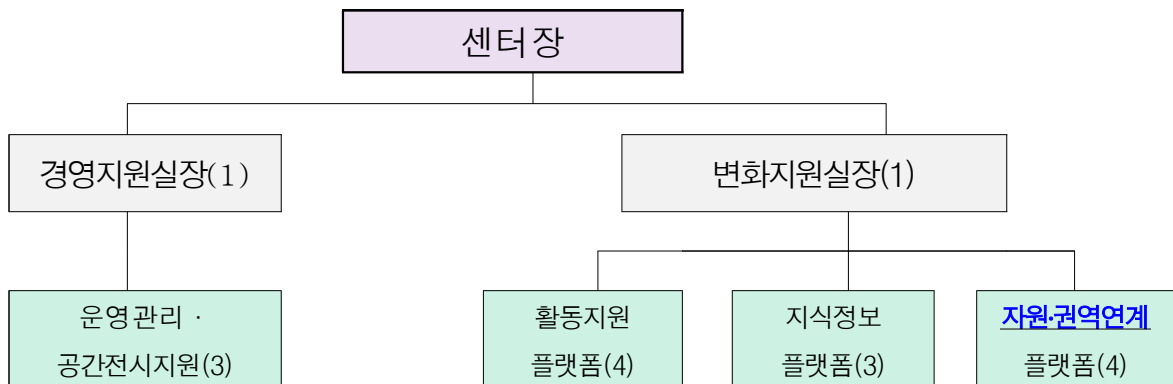 센터장
경영지원실장(1)
변화지원실장(1)
운영관리 ·
공간전시지원(3)
활동지원
플랫폼(4)
지식정보
플랫폼(3)
자원·권역연계
플랫폼(4)